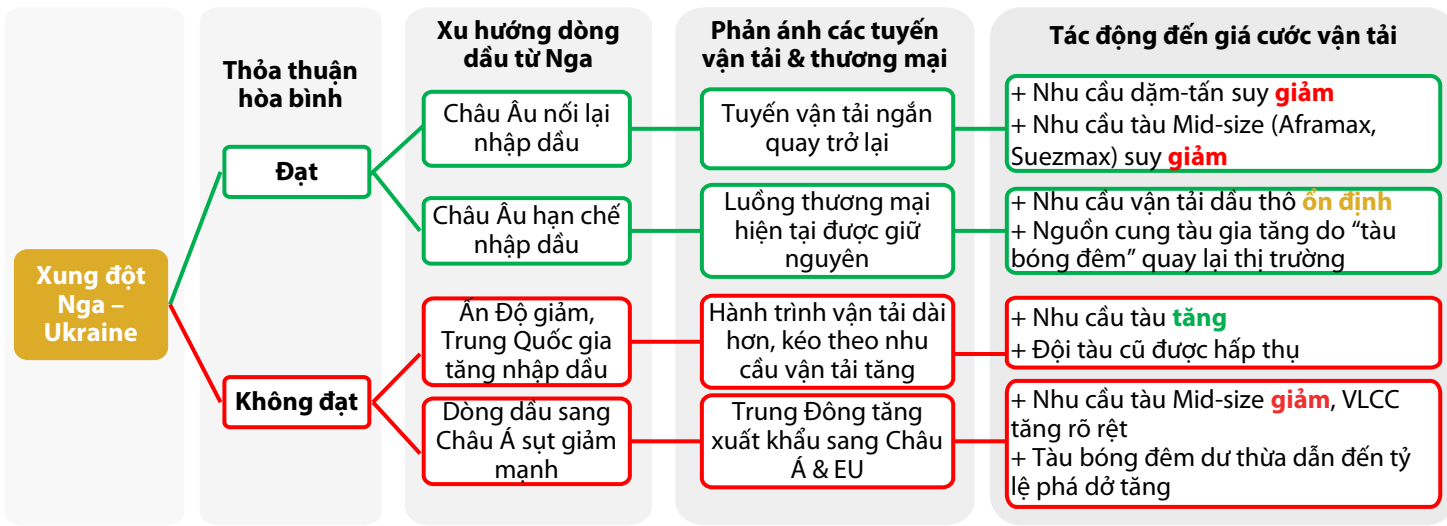 Thỏa thuận
hòa bình
Xu hướng dòng
dầu từ Nga
Phản ánh các tuyến
vận tải & thương mại
Tác động đến giá cước vận tải
Xung đột
Nga –
Ukraine
Đạt
Châu Âu nối lại
nhập dầu
Tuyến vận tải ngắn
quay trở lại
+ Nhu cầu dặm-tấn suy giảm
+ Nhu cầu tàu Mid-size (Aframax,
Suezmax) suy giảm
Châu Âu hạn chế
nhập dầu
Luồng thương mại
hiện tại được giữ
nguyên
+ Nhu cầu vận tải dầu thô ổn định
+ Nguồn cung tàu gia tăng do “tàu
bóng đêm” quay lại thị trường
Không đạt
Ấn Độ giảm,
Trung Quốc gia
tăng nhập dầu
Hành trình vận tải dài
hơn, kéo theo nhu
cầu vận tải tăng
+ Nhu cầu tàu tăng
+ Đội tàu cũ được hấp thụ
Dòng dầu sang
Châu Á sụt giảm
mạnh
Trung Đông tăng
xuất khẩu sang Châu
Á & EU
+ Nhu cầu tàu Mid-size giảm, VLCC
tăng rõ rệt
+ Tàu bóng đêm dư thừa dẫn đến tỷ
lệ phá dở tăng